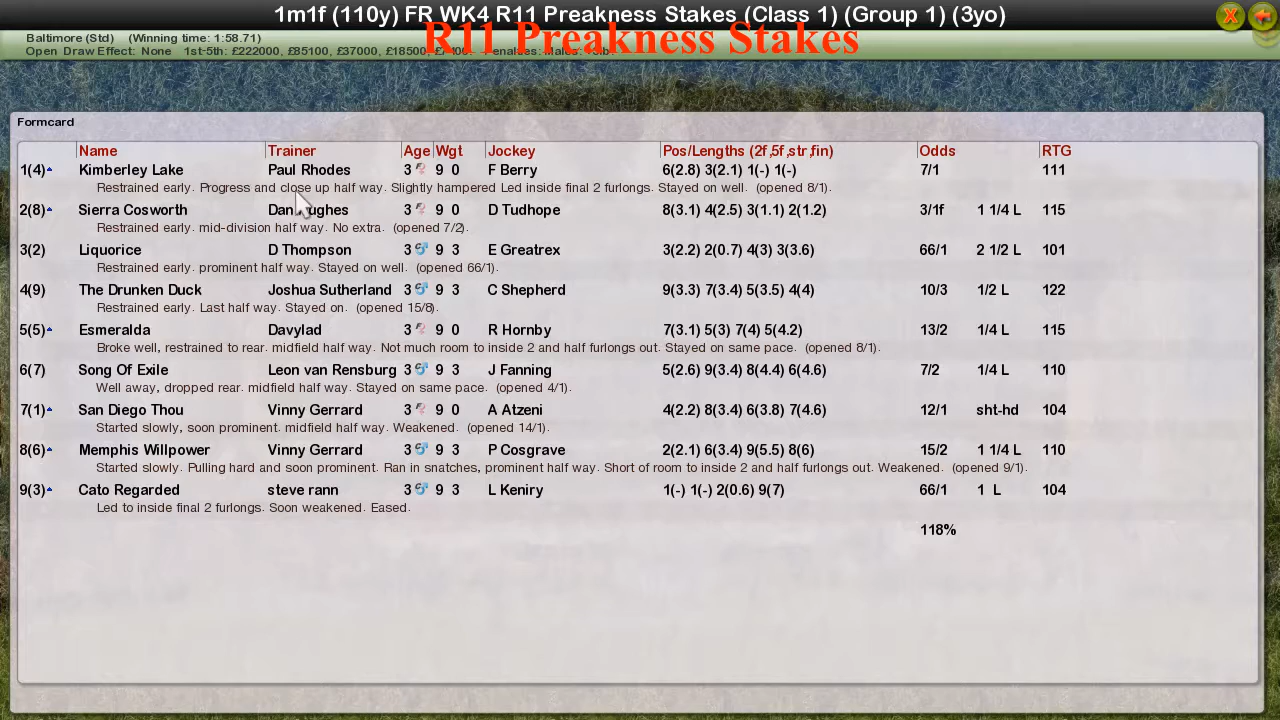 1m1f (110y) FR WK4 R11 Preakness Stakes (Class 1) (Group 1) (3yo)
R11 Preakness Stakes
Baltimore (Std) (Winning time: 1:58.71)
Open Draw Effect: None 1st-5th: £222000, £85100, £37000, £18500,
Formcard
Name Trainer Age Wgt Jockey Pos/Lengths (2f,5f,str,fin) Odds RTG
1(4) Kimberley Lake Paul Rhodes 3 9 0 F Berry 6(2.8) 3(2.1) 1(-) 1(-) 7/1 111
Restrained early. Progress and close up half way. Slightly hampered Led inside final 2 furlongs. Stayed on well. (opened 8/1).
2(8) Sierra Cosworth Dan ughes 3 9 0 D Tudhope 8(3.1) 4(2.5) 3(1.1) 2(1.2) 3/1f 1 1/4 L 115
Restrained early. mid-division half way. No extra. (opened 7/2).
3(2) Liquorice D Thompson 3 9 3 E Greatrex 3(2.2) 2(0.7) 4(3) 3(3.6) 66/1 2 1/2 L 101
Restrained early. prominent half way. Stayed on well. (opened 66/1).
4(9) The Drunken Duck Joshua Sutherland 3 9 3 C Shepherd 9(3.3) 7(3.4) 5(3.5) 4(4) 10/3 1/2 L 122
Restrained early. Last half way. Stayed on. (opened 15/8).
5(5) Esmeralda Davylad 3 9 0 R Hornby 7(3.1) 5(3) 7(4) 5(4.2) 13/2 1/4 L 115
Broke well, restrained to rear. midfield half way. Not much room to inside 2 and half furlongs out. Stayed on same pace. (opened 8/1).
6(7) Song Of Exile Leon van Rensburg 3 9 3 J Fanning 5(2.6) 9(3.4) 8(4.4) 6(4.6) 7/2 1/4 L 110
Well away, dropped rear. midfield half way. Stayed on same pace. (opened 4/1).
7(1) San Diego Thou Vinny Gerrard 3 9 0 A Atzeni 4(2.2) 8(3.4) 6(3.8) 7(4.6) 12/1 sht-hd 104
Started slowly, soon prominent. midfield half way. Weakened. (opened 14/1).
8(6) Memphis Willpower Vinny Gerrard 3 9 3 P Cosgrave 2(2.1) 6(3.4) 9(5.5) 8(6) 15/2 1 1/4 L 110
Started slowly. Pulling hard and soon prominent. Ran in snatches, prominent half way. Short of room to inside 2 and half furlongs out. Weakened. (opened 9/1).
9(3) Cato Regarded steve rann 3 9 3 L Keniry 1(-) 1(-) 2(0.6) 9(7) 66/1 1 L 104
Led to inside final 2 furlongs. Soon weakened. Eased.
118%